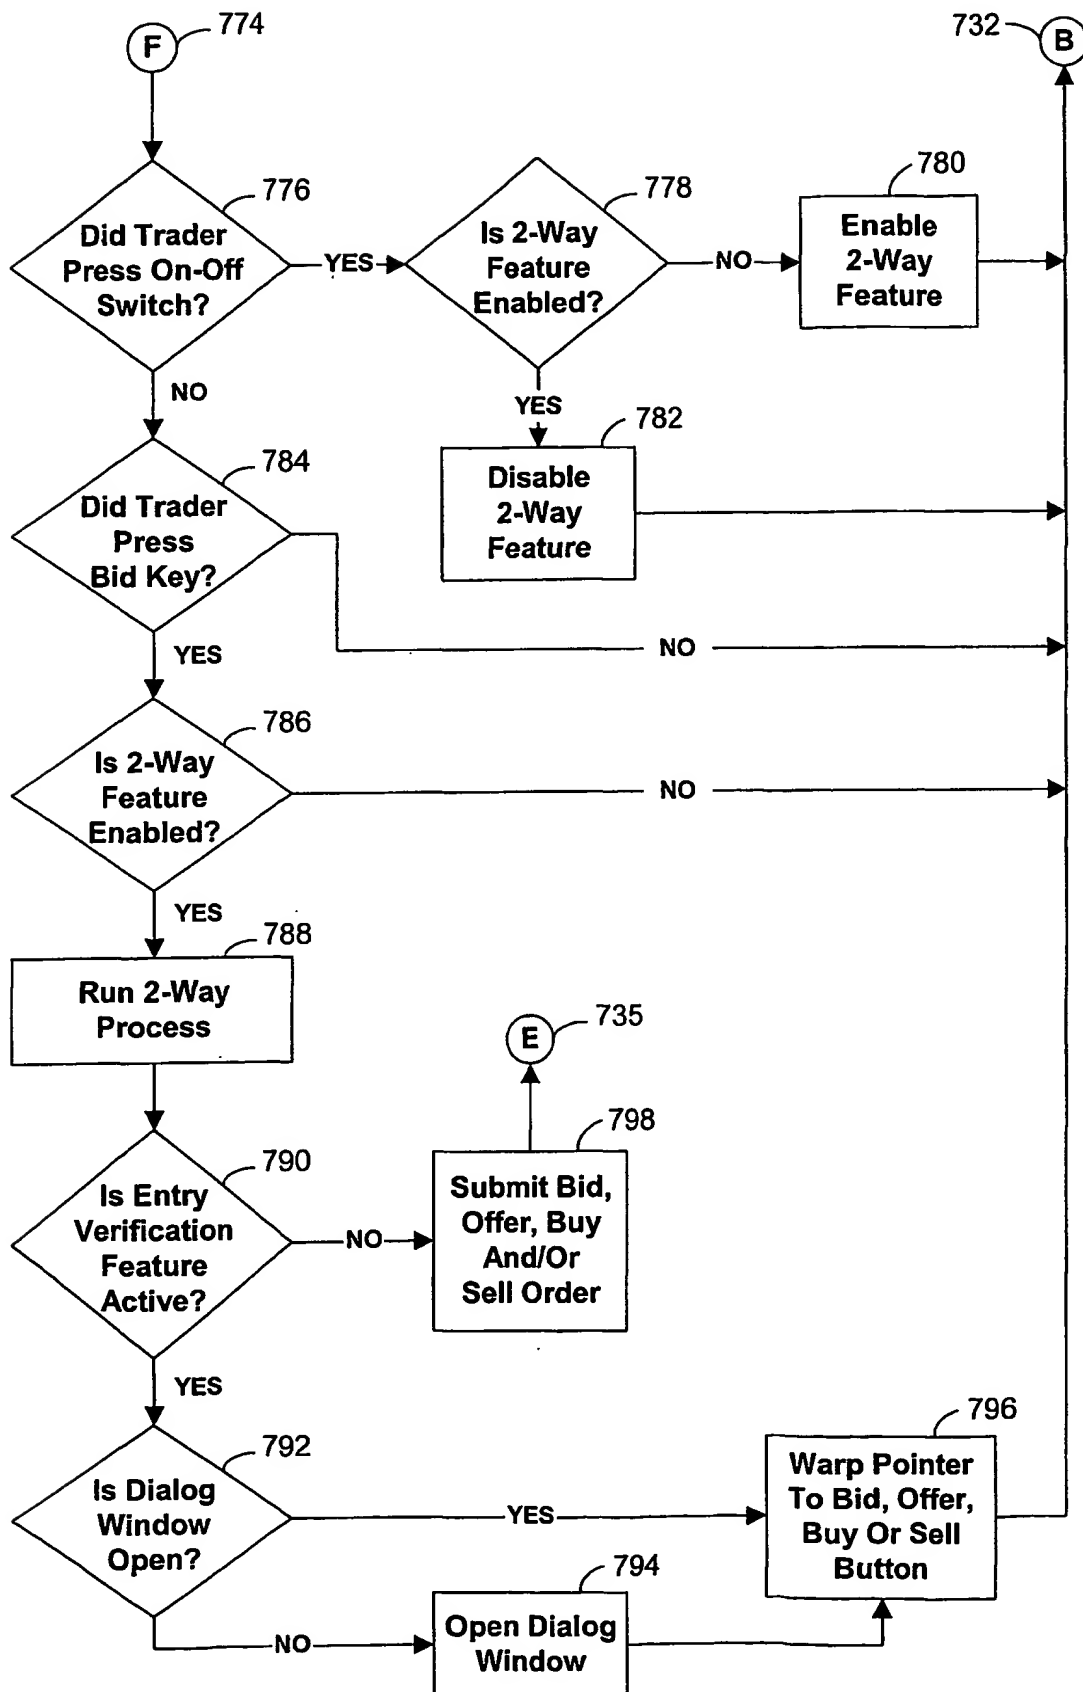 F
774
732
B
776
Did Trader
Press On-Off
Switch?
YES
778
Is 2-Way
Feature
Enabled?
NO
780
Enable
2-Way
Feature
NO
YES
782
Disable
2-Way
Feature
784
Did Trader
Press
Bid Key?
NO
YES
786
Is 2-Way
Feature
Enabled?
NO
YES
788
Run 2-Way
Process
E
735
790
Is Entry
Verification
Feature
Active?
NO
798
Submit Bid,
Offer, Buy
And/Or
Sell Order
YES
792
Is Dialog
Window
Open?
YES
796
Warp Pointer
To Bid, Offer,
Buy Or Sell
Button
NO
794
Open Dialog
Window